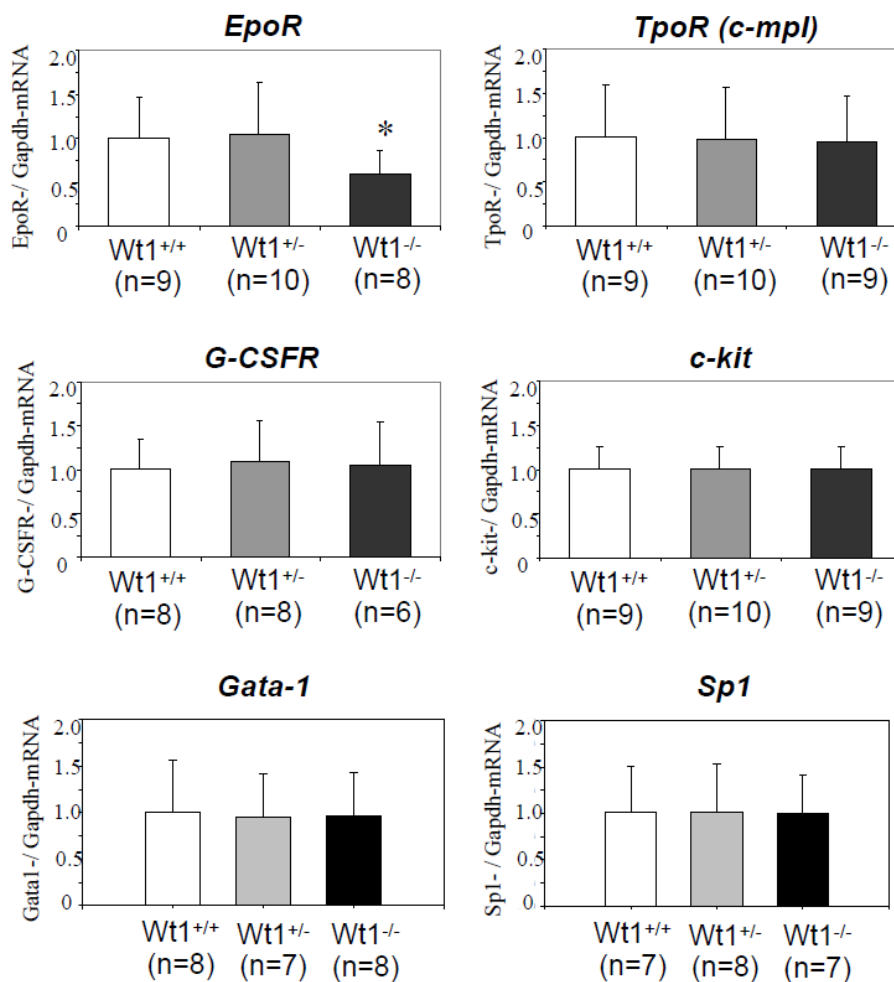 EpoR
EpoR-/ Gapdh-mRNA
2.0
1.5
1.0
0.5
0
*
Wt1+/+ Wt1+/- Wt1-/-
(n=9) (n=10) (n=8)
TpoR (c-mpl)
TpoR-/ Gapdh-mRNA
2.0
1.5
1.0
0.5
0
Wt1+/+ Wt1+/- Wt1-/-
(n=9) (n=10) (n=9)
G-CSFR
G-CSFR-/ Gapdh-mRNA
2.0
1.5
1.0
0.5
0
Wt1+/+ Wt1+/- Wt1-/-
(n=8) (n=8) (n=6)
c-kit
c-kit-/ Gapdh-mRNA
2.0
1.5
1.0
0.5
0
Wt1+/+ Wt1+/- Wt1-/-
(n=9) (n=10) (n=9)
Gata-1
Gata1-/ Gapdh-mRNA
2.0
1.5
1.0
0.5
0
Wt1+/+ Wt1+/- Wt1-/-
(n=8) (n=7) (n=8)
Sp1
Sp1- / Gapdh-mRNA
2.0
1.5
1.0
0.5
0
Wt1+/+ Wt1+/- Wt1-/-
(n=7) (n=8) (n=7)